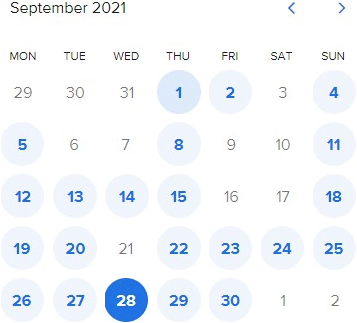 September 2021
MON TUE WED THU FRI SAT SUN
29 30 31 1 2 3 4
5 6 7 8 9 10 11
12 13 14 15 16 17 18
19 20 21 22 23 24 25
26 27 28 29 30 1 2